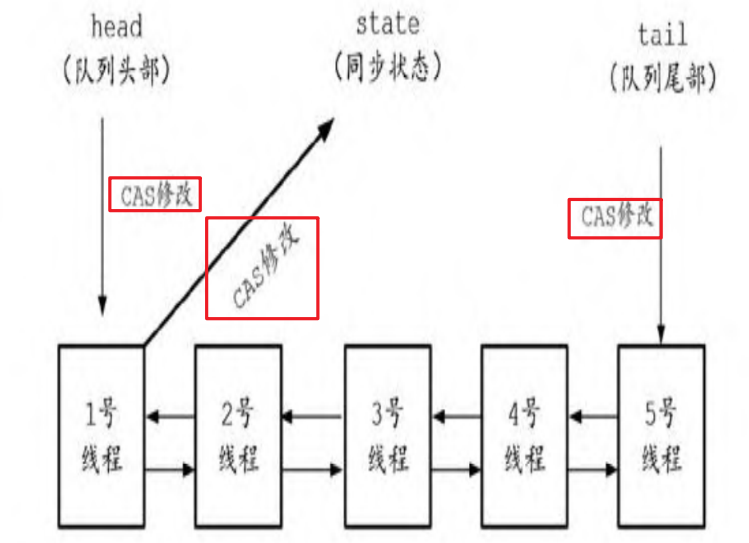 head
(队列头部)
state
(同步状态)
tail
(队列尾部)
CAS修改
CAS修改
CAS修改
1号
线程
2号
线程
3号
线程
4号
线程
5号
线程